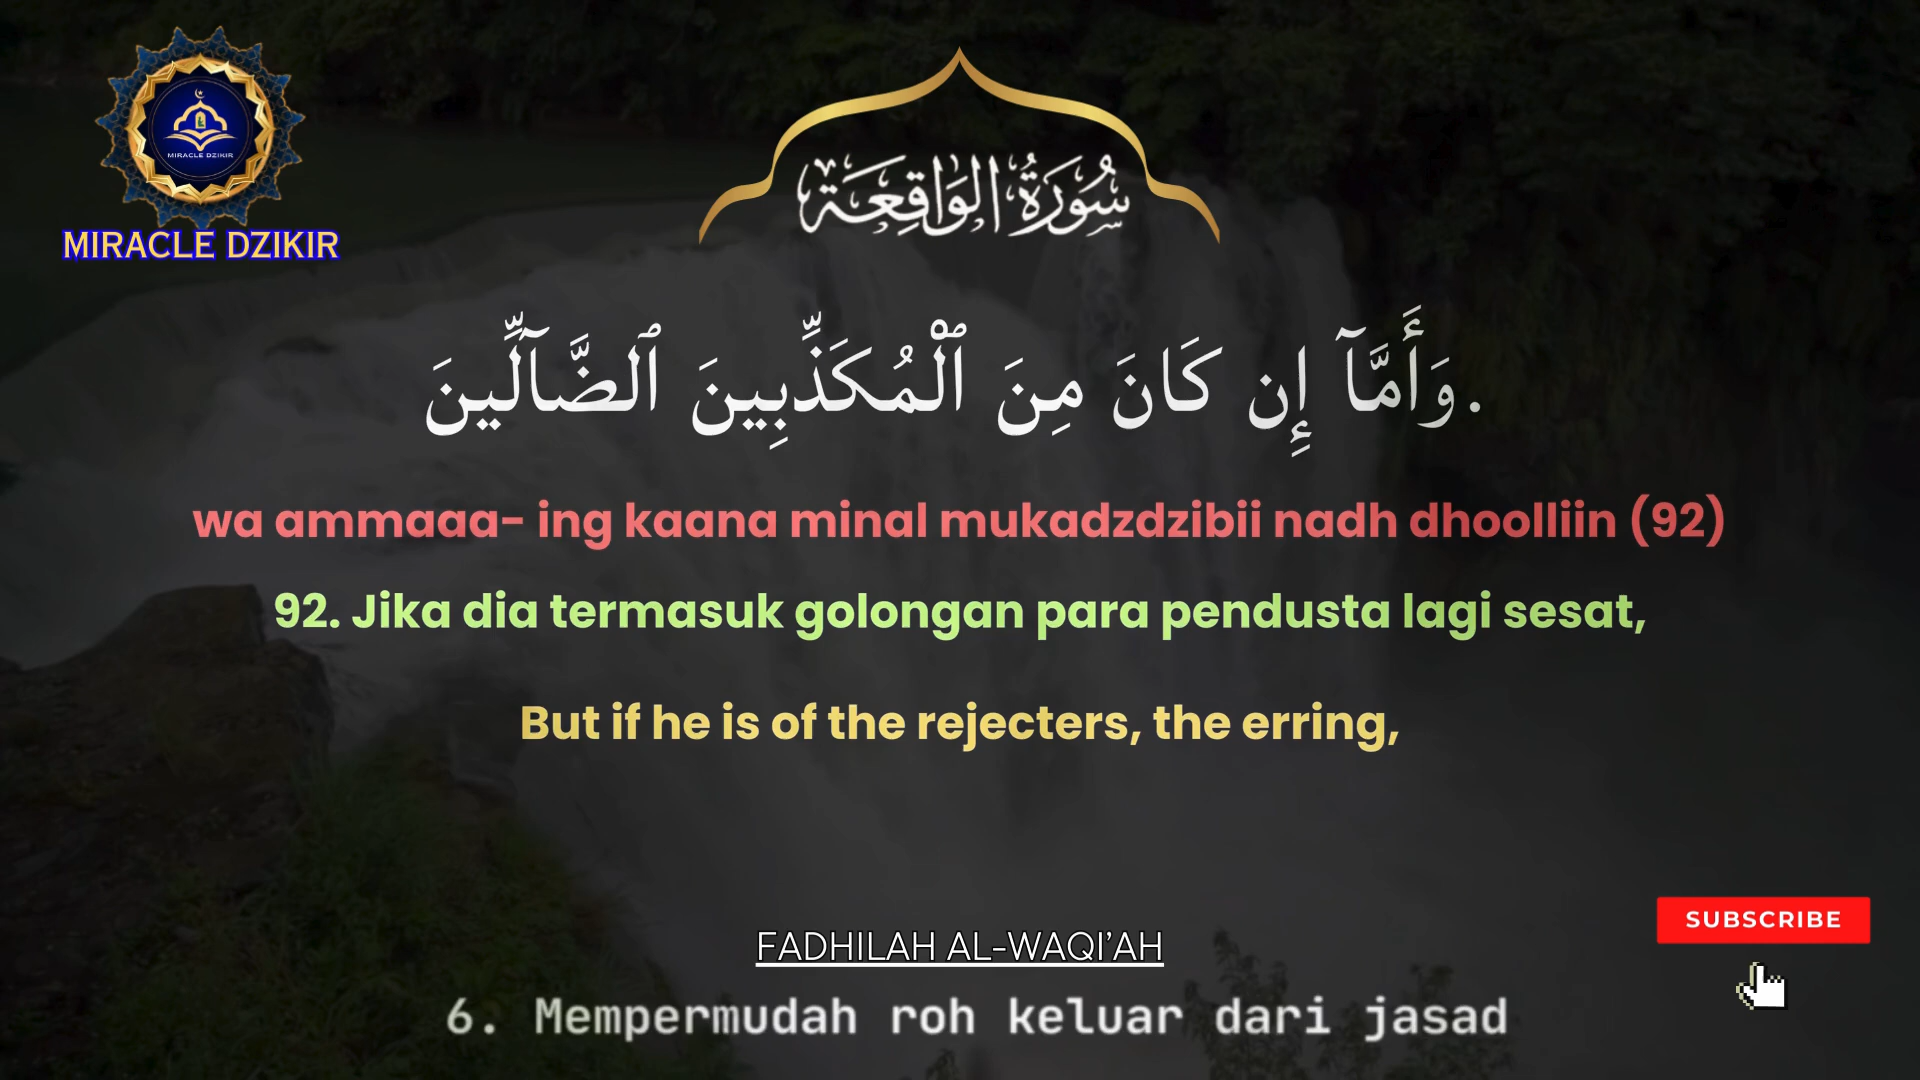 MIRACLE DZIKIR
MIRACLE DZIKIR
سُورَةُ الوَاقِعَة
وَأَمَّآ إِن كَانَ مِنَ ٱلْمُكَذِّبِينَ ٱلضَّآلِّينَ.
wa ammaaa- ing kaana minal mukadzdzibii nadh dhoolliin (92)
92. Jika dia termasuk golongan para pendusta lagi sesat,
But if he is of the rejecters, the erring,
SUBSCRIBE
FADHILAH AL-WAQI'AH
6. Mempermudah roh keluar dari jasad